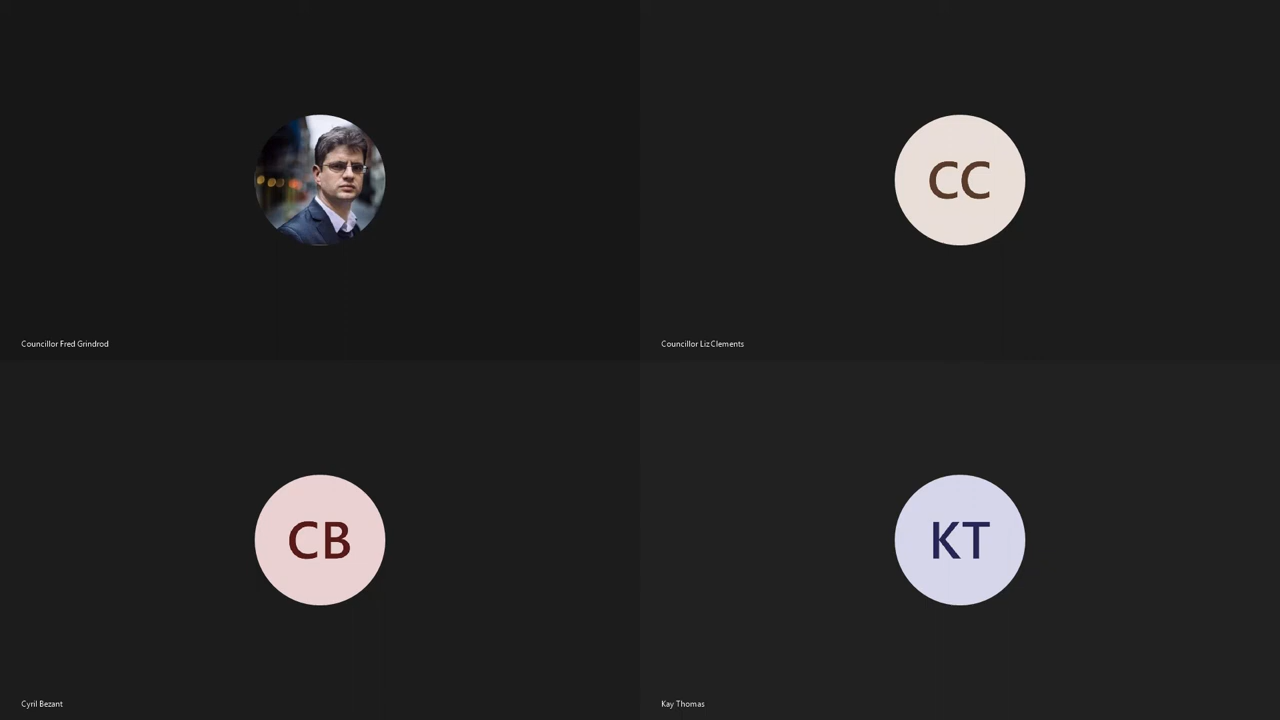 CC
Councillor Fred Grindrod
Councillor Liz Clements
CB
KT
Cyril Bezant
Kay Thomas